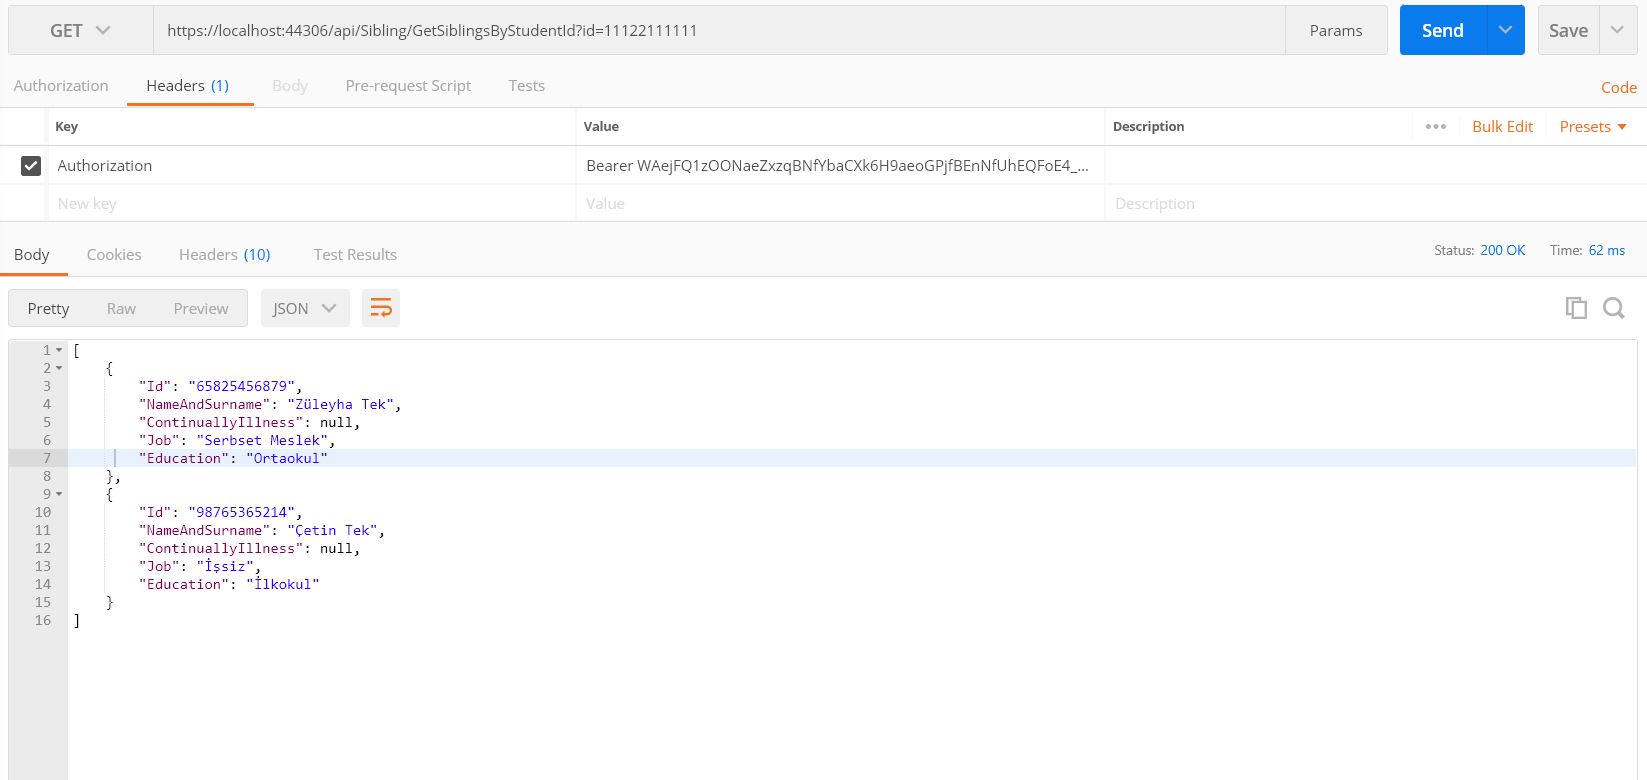 GET https://localhost:44306/api/Sibling/GetSiblingsByStudentId?id=11122111111 Params Send Save
Authorization Headers (1) Body Pre-request Script Tests Code
Key Value Description ••• Bulk Edit Presets
Authorization Bearer WAejFQ1zOONaeZxzqBNfYbaCXk6H9aeoGPjfBEnNfUhEQFoE4_...
New key Value Description
Body Cookies Headers (10) Test Results Status: 200 OK Time: 62 ms
Pretty Raw Preview JSON
1 [
2 {
3 "Id": "65825456879",
4 "NameAndSurname": "Züleyha Tek",
5 "ContinuallyIllness": null,
6 "Job": "Serbset Meslek",
7 "Education": "Ortaokul"
8 },
9 {
10 "Id": "98765365214",
11 "NameAndSurname": "Çetin Tek",
12 "ContinuallyIllness": null,
13 "Job": "İşsiz",
14 "Education": "İlkokul"
15 }
16 ]